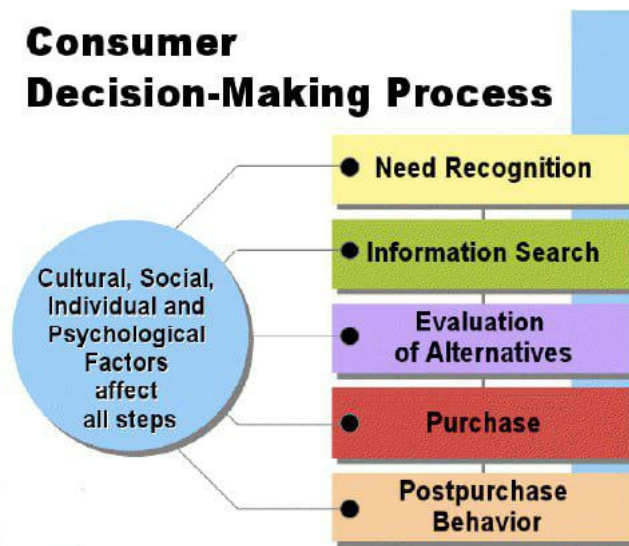 Consumer
Decision-Making Process
Need Recognition
Information Search
Cultural, Social,
Individual and
Psychological
Factors
affect
all steps
Evaluation
of Alternatives
Purchase
Postpurchase
Behavior